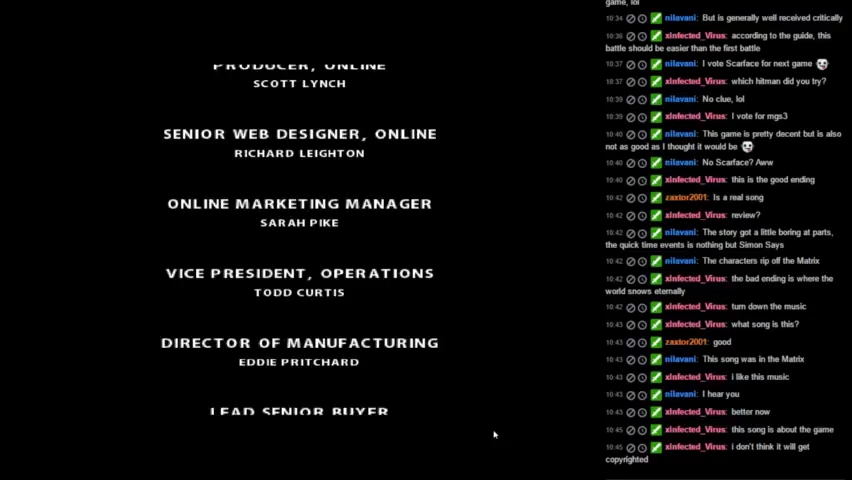 PRODUCER, ONLINE
SCOTT LYNCH
SENIOR WEB DESIGNER, ONLINE
RICHARD LEIGHTON
ONLINE MARKETING MANAGER
SARAH PIKE
VICE PRESIDENT, OPERATIONS
TODD CURTIS
DIRECTOR OF MANUFACTURING
EDDIE PRITCHARD
LEAD SENIOR BUYER
game, lol
10:34 nilavani: But is generally well received critically
10:36 xInfected_Virus: according to the guide, this
battle should be easier than the first battle
10:37 nilavani: I vote Scarface for next game
10:37 xInfected_Virus: which hitman did you try?
10:39 nilavani: No clue, lol
10:39 xInfected_Virus: I vote for mgs3
10:40 nilavani: This game is pretty decent but is also
not as good as I thought it would be
10:40 nilavani: No Scarface? Aww
10:40 xInfected_Virus: this is the good ending
10:42 zaxtor2001: Is a real song
10:42 xInfected_Virus: review?
10:42 nilavani: The story got a little boring at parts,
the quick time events is nothing but Simon Says
10:42 nilavani: The characters rip off the Matrix
10:42 xInfected_Virus: the bad ending is where the
world snows eternally
10:42 xInfected_Virus: turn down the music
10:43 xInfected_Virus: what song is this?
10:43 zaxtor2001: good
10:43 nilavani: This song was in the Matrix
10:43 xInfected_Virus: i like this music
10:43 nilavani: I hear you
10:43 xInfected_Virus: better now
10:45 xInfected_Virus: this song is about the game
10:45 xInfected_Virus: i don't think it will get
copyrighted